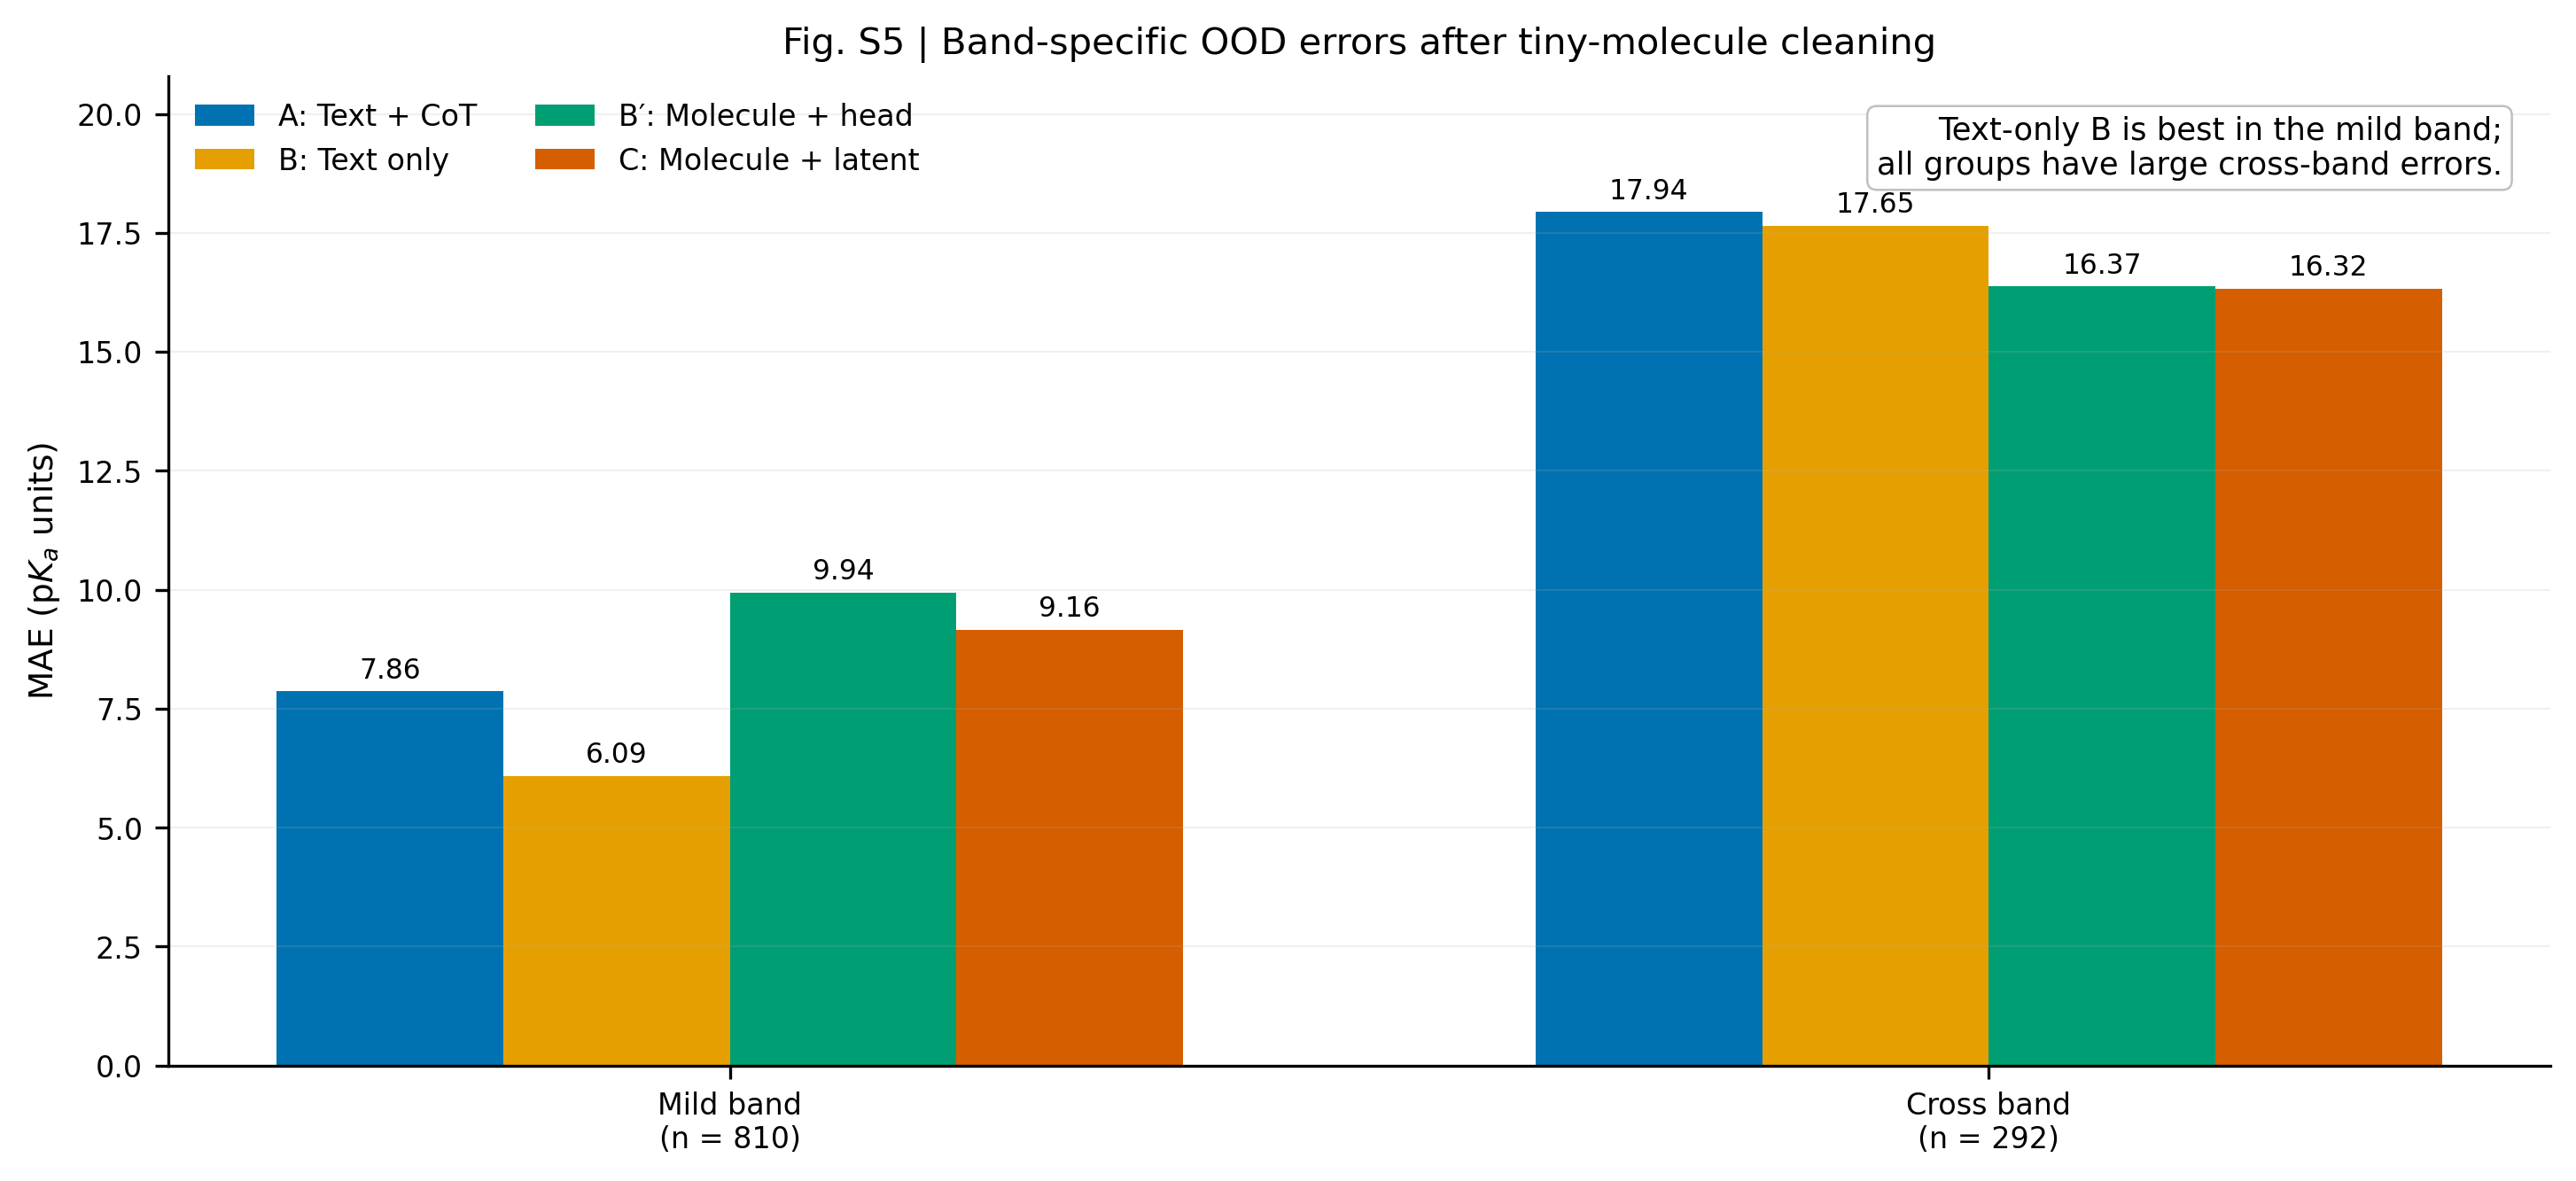 Fig. S5 | Band-specific OOD errors after tiny-molecule cleaning
A: Text + CoT
B: Text only
B′: Molecule + head
C: Molecule + latent
Text-only B is best in the mild band;
all groups have large cross-band errors.
MAE (pKa units)
20.0
17.5
15.0
12.5
10.0
7.5
5.0
2.5
0.0
7.86
6.09
9.94
9.16
17.94
17.65
16.37
16.32
Mild band
(n = 810)
Cross band
(n = 292)